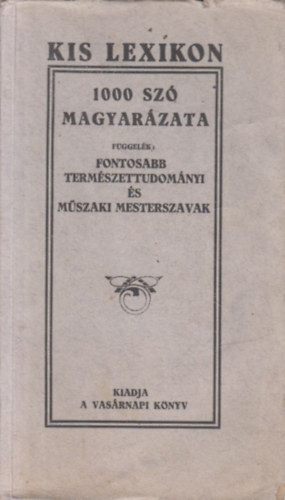 KIS LEXIKON
1000 SZÓ
MAGYARÁZATA
FÜGGELÉK:
FONTOSABB
TERMÉSZETTUDOMÁNYI
ÉS
MŰSZAKI MESTERSZAVAK
KIADJA
A VASÁRNAPI KÖNYV